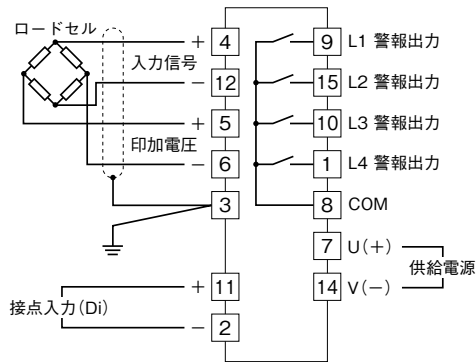 ロードセル
+ 4
入力信号
− 12
+ 5
印加電圧
− 6
3
+ 11
接点入力(Di)
− 2
9 L1 警報出力
15 L2 警報出力
10 L3 警報出力
1 L4 警報出力
8 COM
7 U(+)
供給電源
14 V(−)